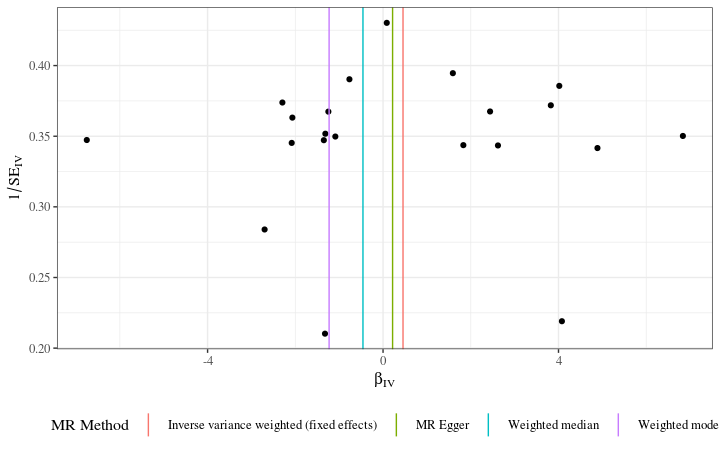 0.40
0.35
0.30
0.25
0.20
1/SE_IV
-4 0 4
β_IV
MR Method Inverse variance weighted (fixed effects) MR Egger Weighted median Weighted mode